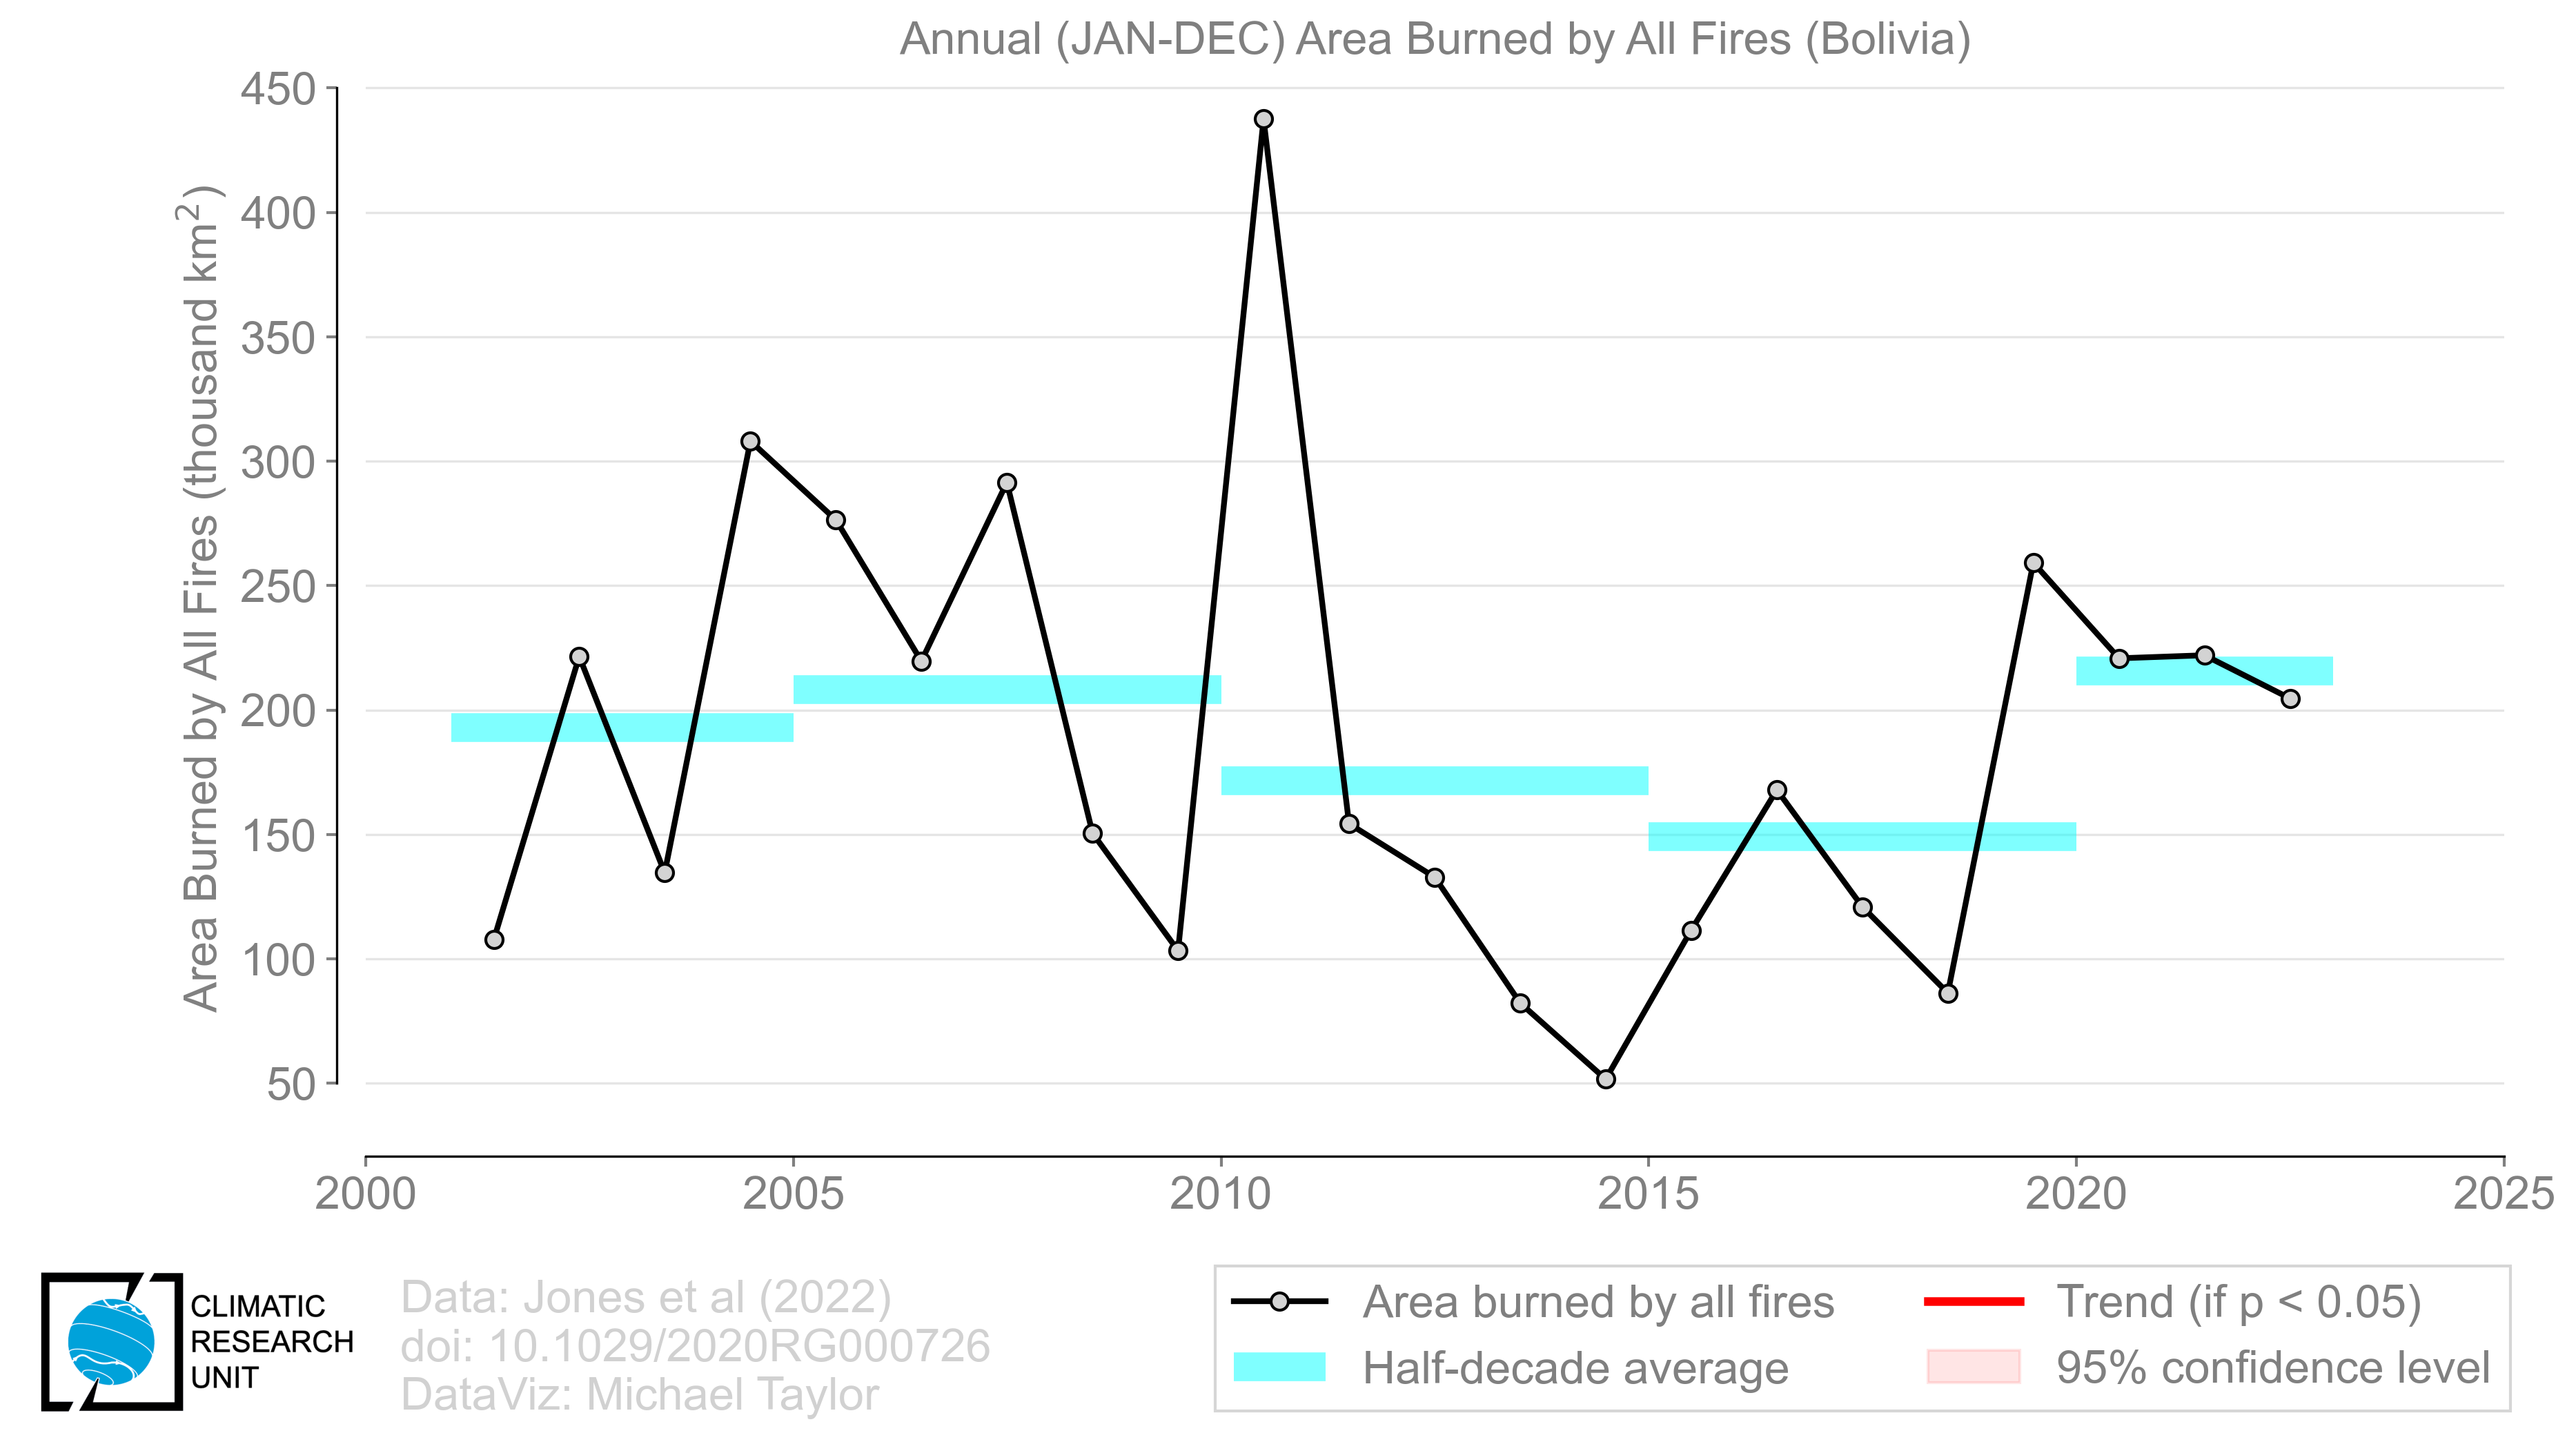 Annual (JAN-DEC) Area Burned by All Fires (Bolivia)
Area Burned by All Fires (thousand km²)
450
400
350
300
250
200
150
100
50
2000 2005 2010 2015 2020 2025
CLIMATIC
RESEARCH
UNIT
Data: Jones et al (2022)
doi: 10.1029/2020RG000726
DataViz: Michael Taylor
Area burned by all fires
Half-decade average
Trend (if p < 0.05)
95% confidence level